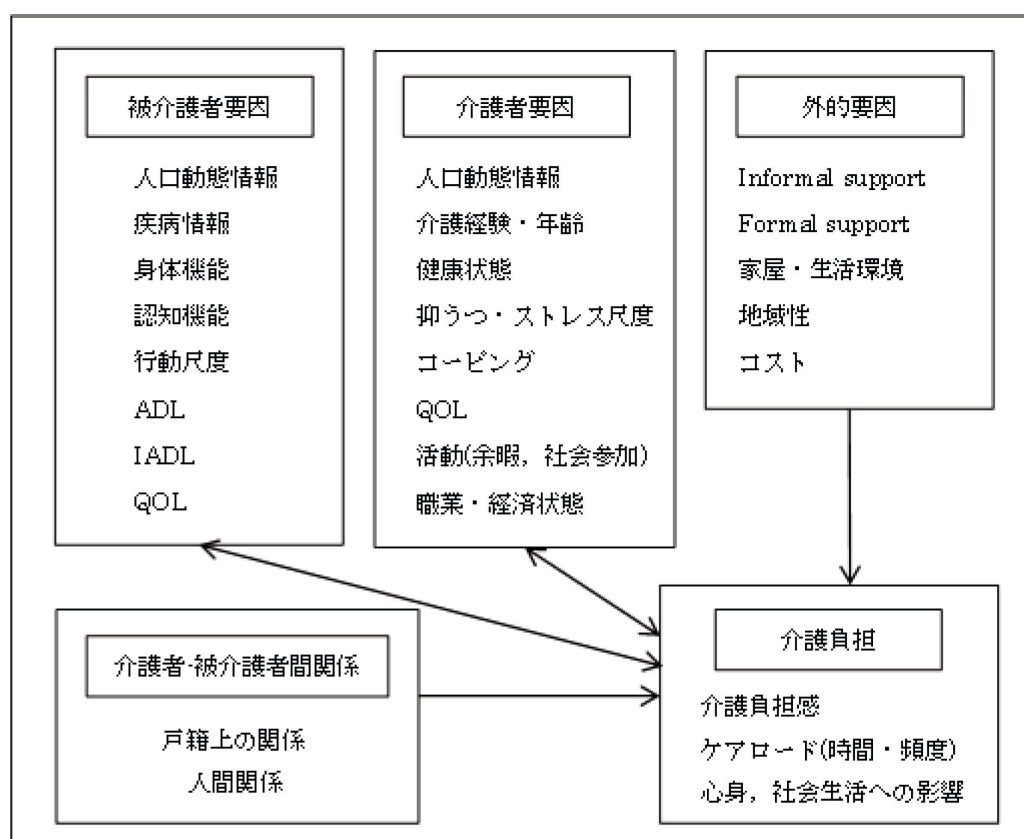 被介護者要因
人口動態情報
疾病情報
身体機能
認知機能
行動尺度
ADL
IADL
QOL
介護者要因
人口動態情報
介護経験・年齢
健康状態
抑うつ・ストレス尺度
コーピング
QOL
活動(余暇，社会参加)
職業・経済状態
外的要因
Informal support
Formal support
家屋・生活環境
地域性
コスト
介護者-被介護者間関係
戸籍上の関係
人間関係
介護負担
介護負担感
ケアロード(時間・頻度)
心身，社会生活への影響